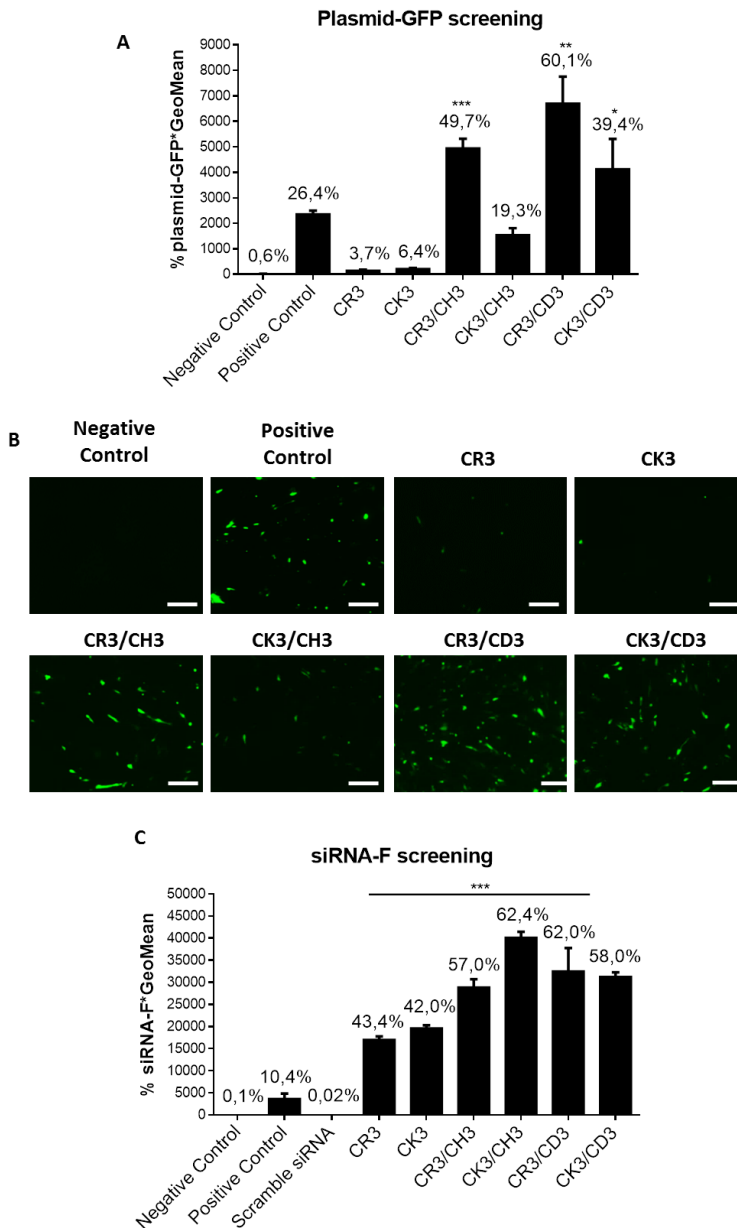 Plasmid-GFP screening
A
% plasmid-GFP*GeoMean
9000
8000
7000
6000
5000
4000
3000
2000
1000
0
0,6%
26,4%
3,7%
6,4%
***
49,7%
19,3%
**
60,1%
*
39,4%
Negative Control
Positive Control
CR3
CK3
CR3/CH3
CK3/CH3
CR3/CD3
CK3/CD3
B
Negative
Control
Positive
Control
CR3
CK3
CR3/CH3
CK3/CH3
CR3/CD3
CK3/CD3
C
siRNA-F screening
% siRNA-F*GeoMean
50000
45000
40000
35000
30000
25000
20000
15000
10000
5000
0
***
0,1%
10,4%
0,02%
43,4%
42,0%
57,0%
62,4%
62,0%
58,0%
Negative Control
Positive Control
Scramble siRNA
CR3
CK3
CR3/CH3
CK3/CH3
CR3/CD3
CK3/CD3